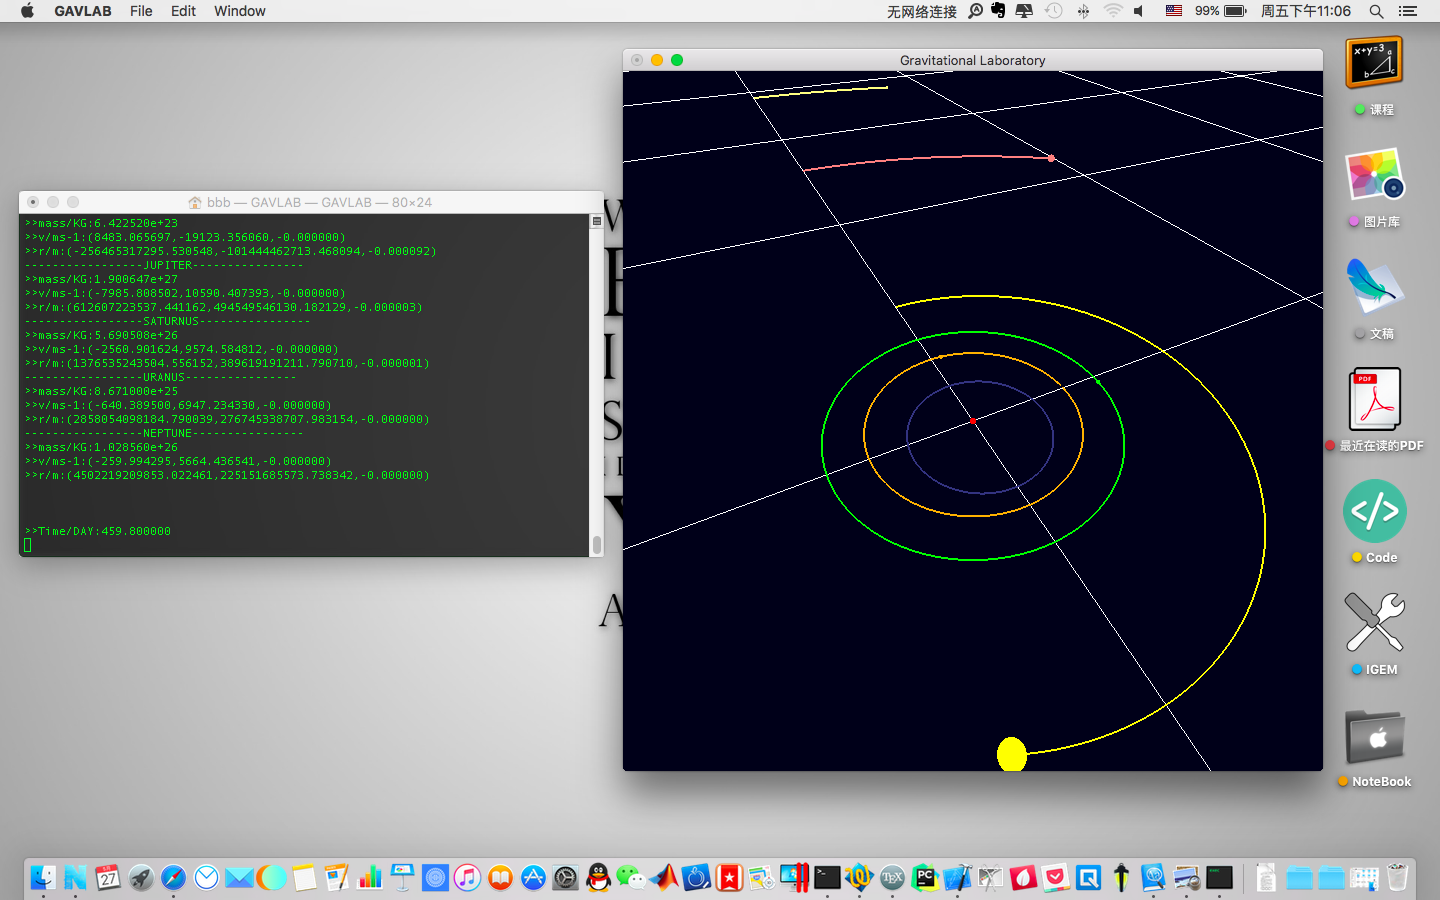 GAVLAB File Edit Window 无网络连接 99% 周五下午11:06
Gravitational Laboratory
x+y=3
a
b
c
课程
图片库
文稿
PDF
最近在读的PDF
</>
Code
IGEM
NoteBook
bbb — GAVLAB — GAVLAB — 80×24
>>mass/KG:6.422520e+23
>>v/ms-1:(8483.065697,-19123.356060,-0.000000)
>>r/m:(-256465317295.530548,-101444462713.468094,-0.000092)
-----------------JUPITER----------------
>>mass/KG:1.900647e+27
>>v/ms-1:(-7985.808502,10590.407393,-0.000000)
>>r/m:(612607223537.441162,494549546130.182129,-0.000003)
-----------------SATURNUS----------------
>>mass/KG:5.690508e+26
>>v/ms-1:(-2560.901624,9574.584812,-0.000000)
>>r/m:(1376535243504.556152,389619191211.790710,-0.000001)
-----------------URANUS----------------
>>mass/KG:8.671000e+25
>>v/ms-1:(-640.389500,6947.234330,-0.000000)
>>r/m:(2858054098184.790039,276745338707.983154,-0.000000)
-----------------NEPTUNE----------------
>>mass/KG:1.028560e+26
>>v/ms-1:(-259.994295,5664.436541,-0.000000)
>>r/m:(4502219209853.022461,225151685573.738342,-0.000000)
>>Time/DAY:459.800000
27
TEX
PC